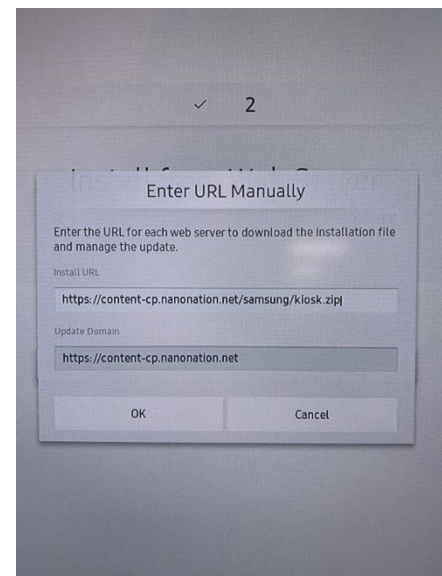 2
Enter URL Manually
Enter the URL for each web server to download the installation file
and manage the update.
Install URL
https://content-cp.nanonation.net/samsung/kiosk.zip
Update Domain
https://content-cp.nanonation.net
OK
Cancel